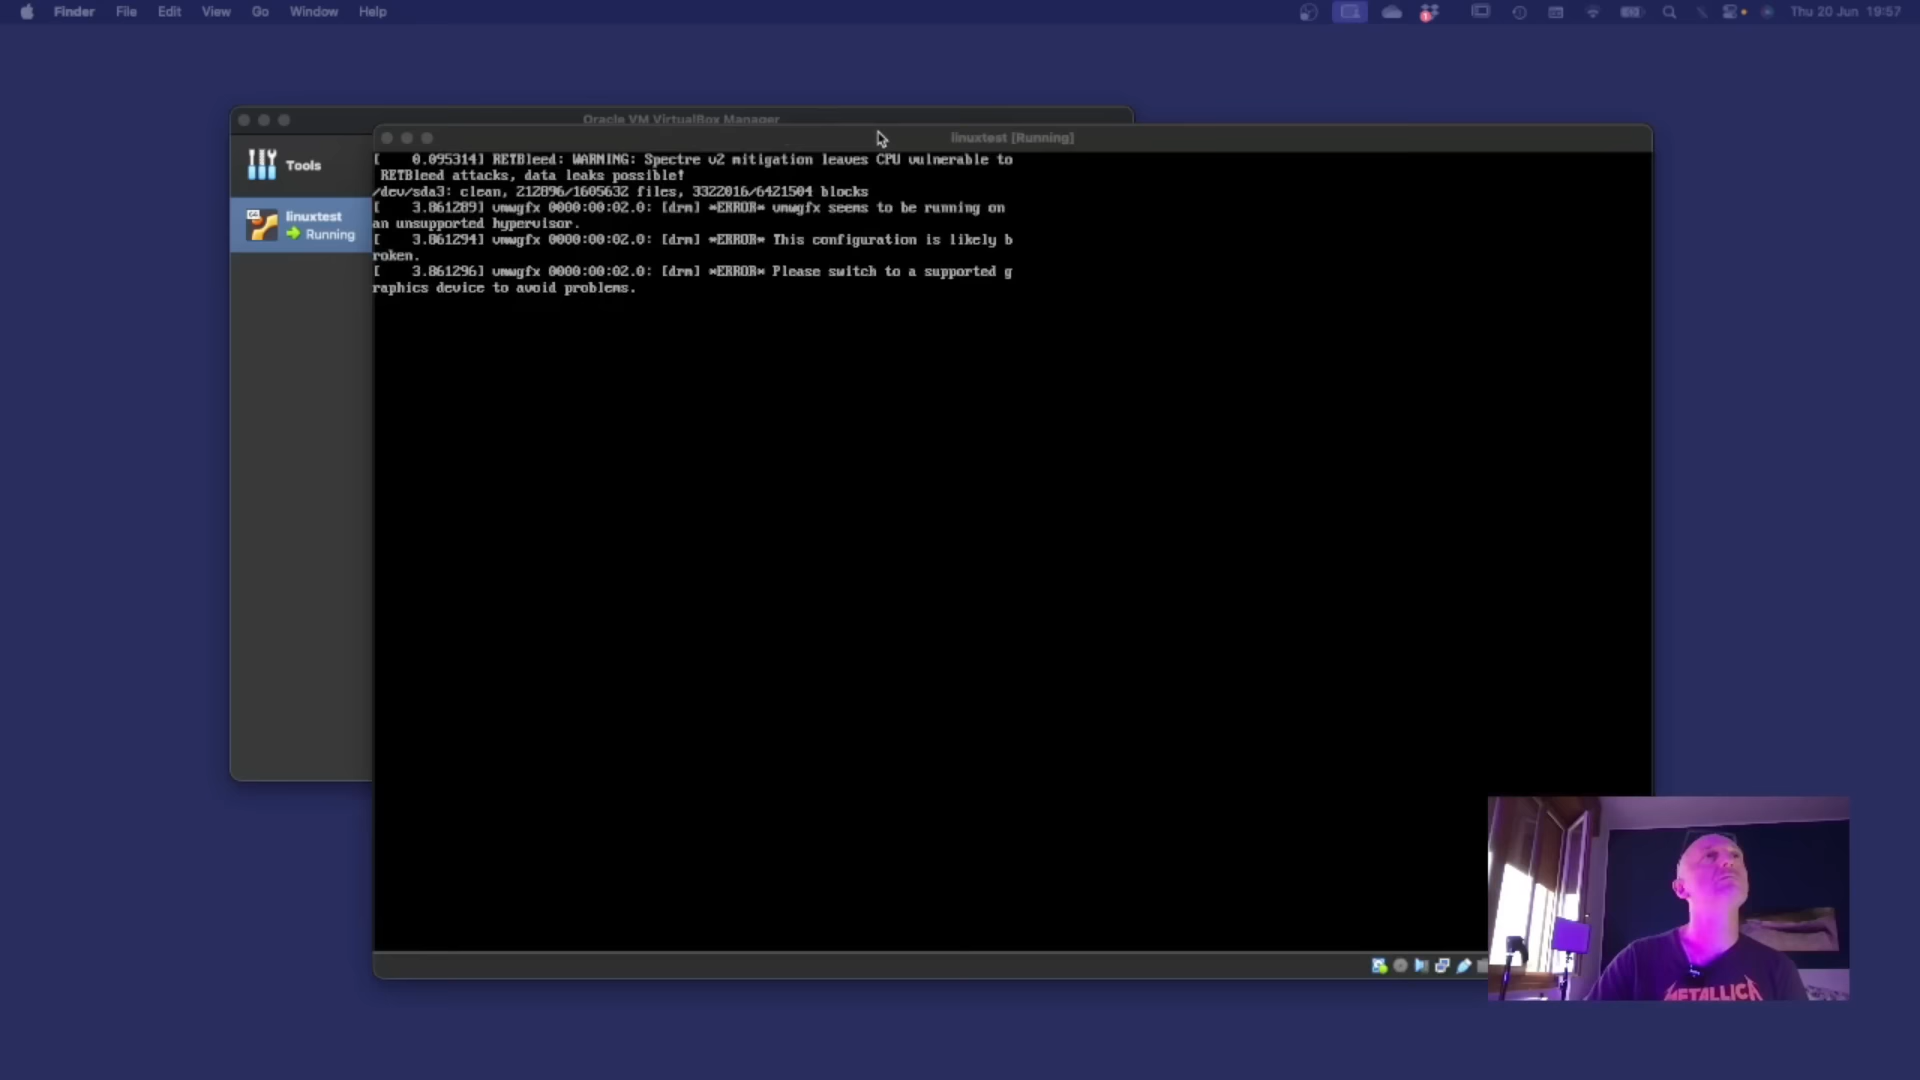 Finder File Edit View Go Window Help
1
Thu 20 Jun 19:57
Oracle VM VirtualBox Manager
linuxtest [Running]
Tools
64
linuxtest
Running
[    0.095314] RETBleed: WARNING: Spectre v2 mitigation leaves CPU vulnerable to
 RETBleed attacks, data leaks possible!
/dev/sda3: clean, 212896/1605632 files, 3322016/6421504 blocks
[    3.861289] vmwgfx 0000:00:02.0: [drm] *ERROR* vmwgfx seems to be running on
an unsupported hypervisor.
[    3.861294] vmwgfx 0000:00:02.0: [drm] *ERROR* This configuration is likely b
roken.
[    3.861296] vmwgfx 0000:00:02.0: [drm] *ERROR* Please switch to a supported g
raphics device to avoid problems.
METALLICA